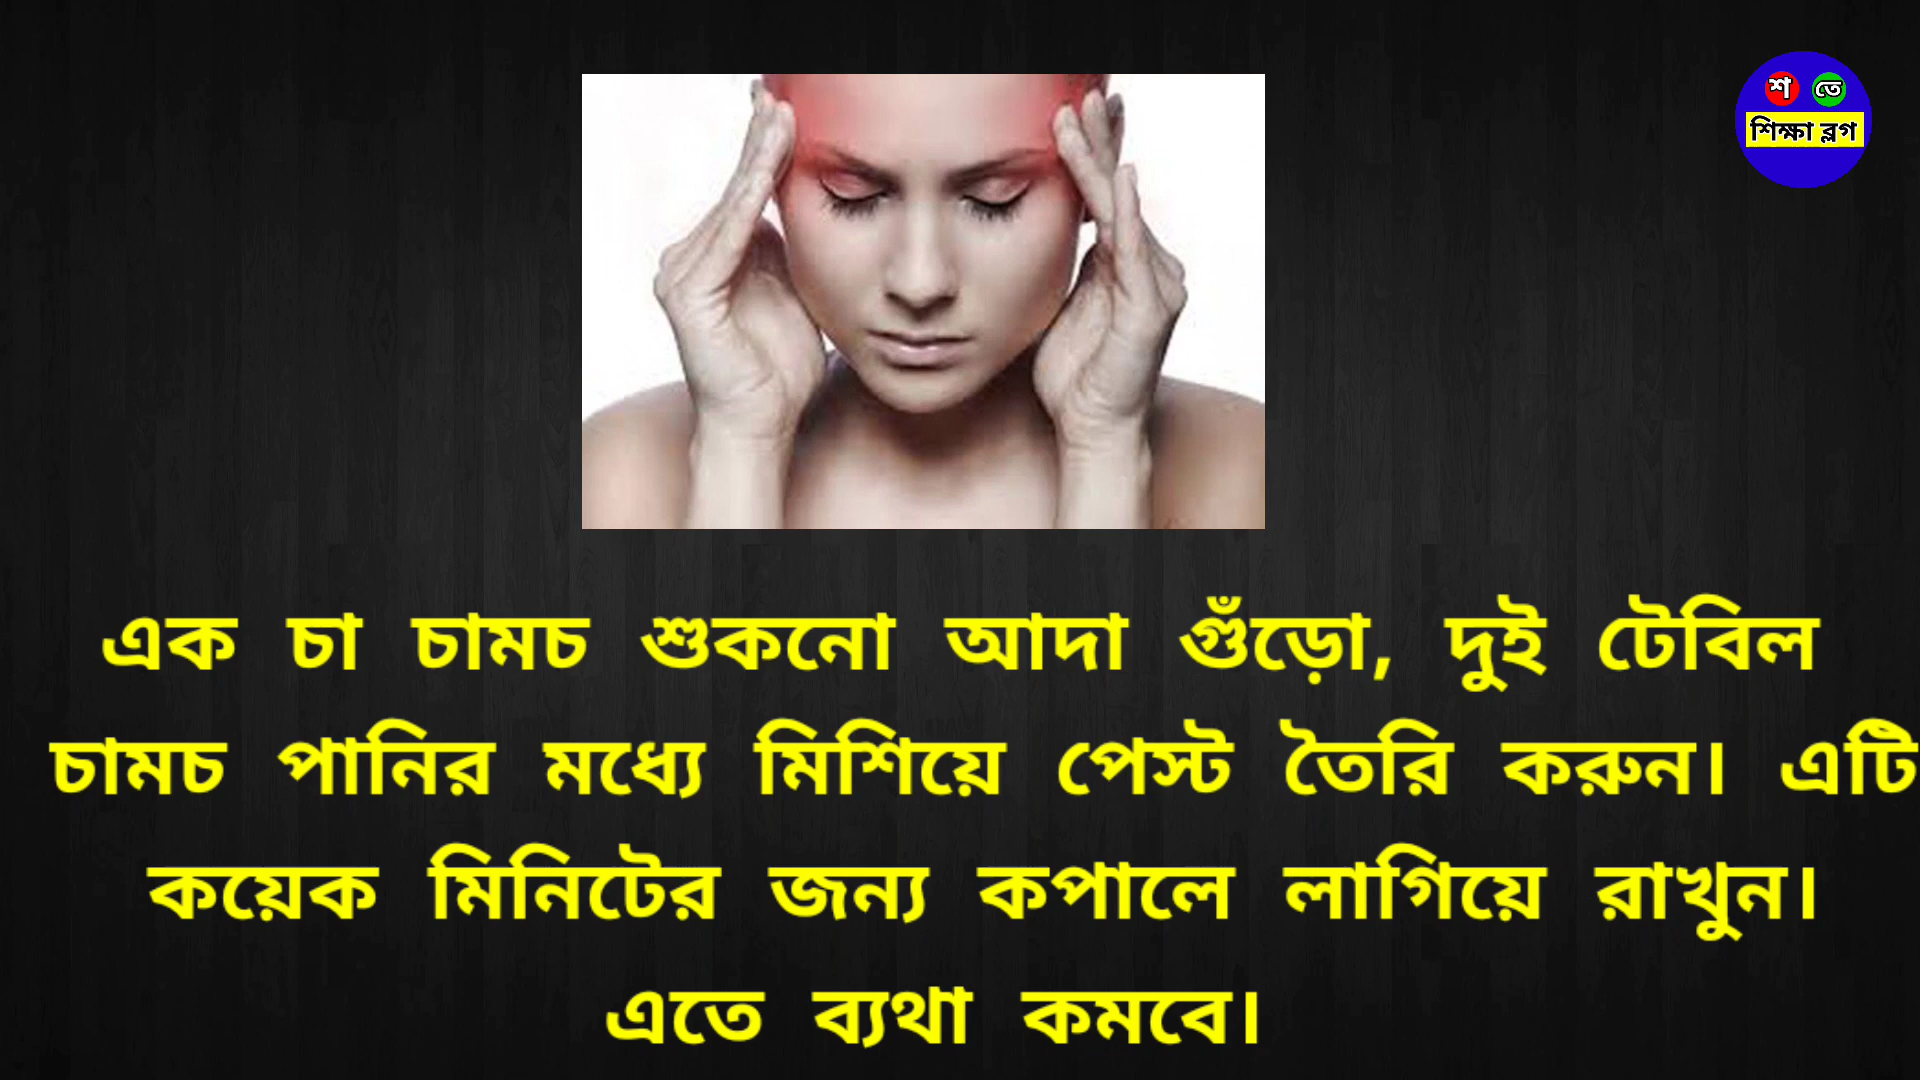 শ তে
শিক্ষা ব্লগ
এক চা চামচ শুকনো আদা গুঁড়ো, দুই টেবিল
চামচ পানির মধ্যে মিশিয়ে পেস্ট তৈরি করুন। এটি
কয়েক মিনিটের জন্য কপালে লাগিয়ে রাখুন।
এতে ব্যথা কমবে।